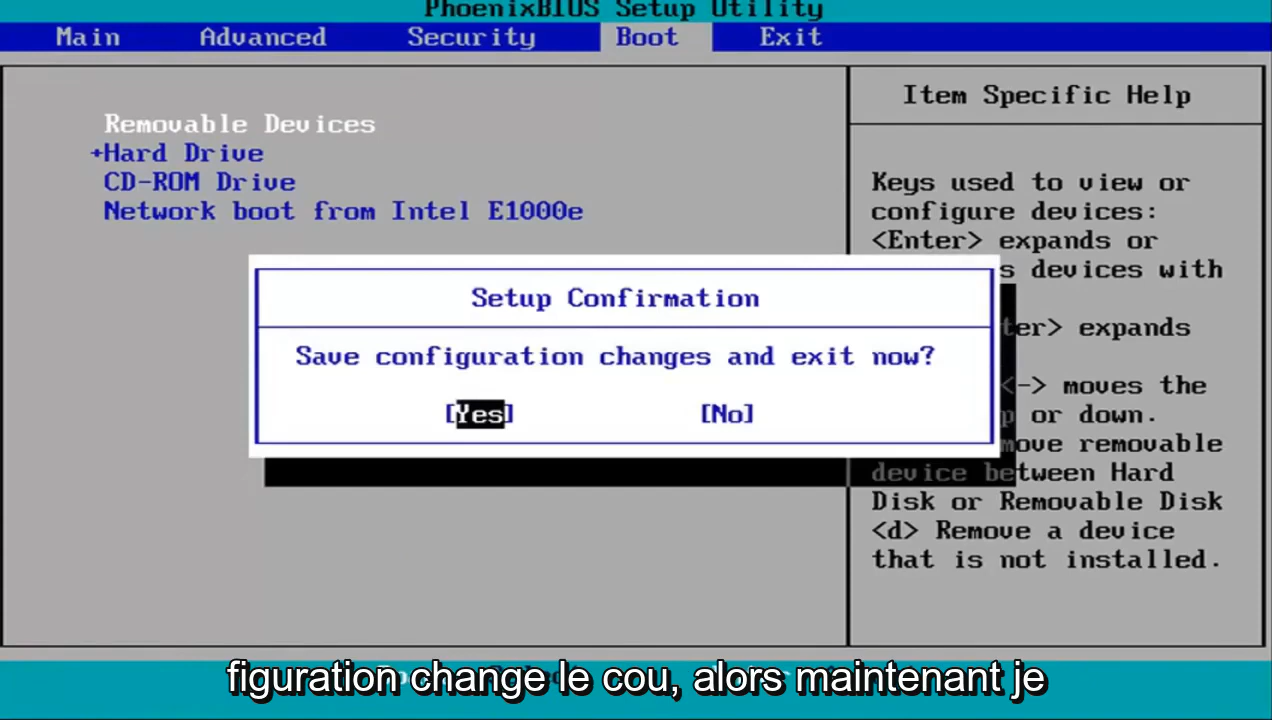 PhoenixBIOS Setup Utility
Main Advanced Security Boot Exit
Removable Devices
+Hard Drive
CD-ROM Drive
Network boot from Intel E1000e
Item Specific Help
Keys used to view or
configure devices:
<Enter> expands or
s devices with
ter> expands
<-> moves the
p or down.
move removable
device between Hard
Disk or Removable Disk
<d> Remove a device
that is not installed.
Setup Confirmation
Save configuration changes and exit now?
[Yes] [No]
figuration change le cou, alors maintenant je